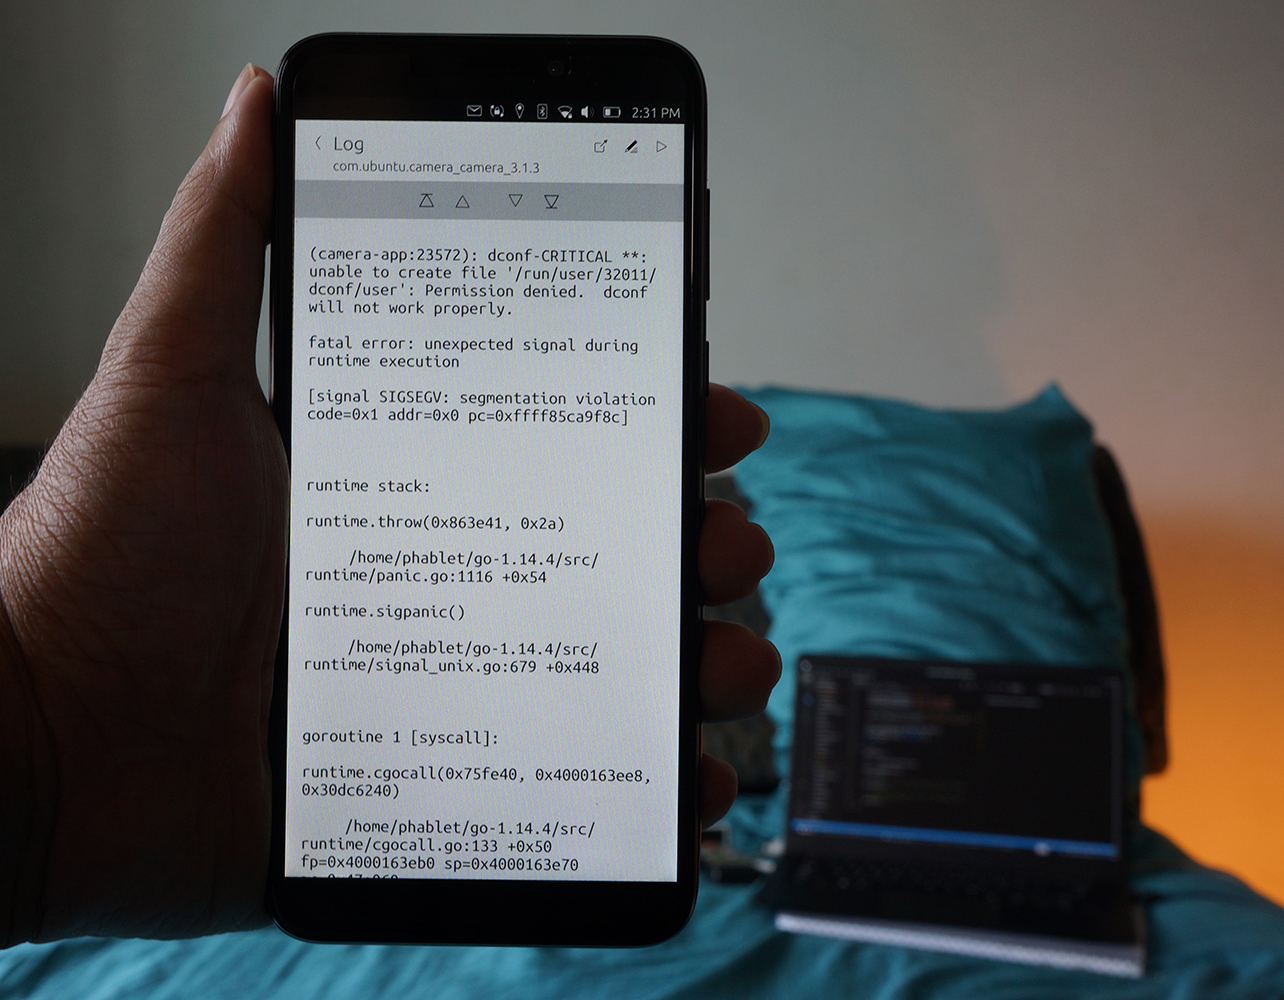 2:31 PM
Log
com.ubuntu.camera_camera_3.1.3
(camera-app:23572): dconf-CRITICAL **:
unable to create file '/run/user/32011/
dconf/user': Permission denied.  dconf
will not work properly.
fatal error: unexpected signal during
runtime execution
[signal SIGSEGV: segmentation violation
code=0x1 addr=0x0 pc=0xffff85ca9f8c]
runtime stack:
runtime.throw(0x863e41, 0x2a)
/home/phablet/go-1.14.4/src/
runtime/panic.go:1116 +0x54
runtime.sigpanic()
/home/phablet/go-1.14.4/src/
runtime/signal_unix.go:679 +0x448
goroutine 1 [syscall]:
runtime.cgocall(0x75fe40, 0x4000163ee8,
0x30dc6240)
/home/phablet/go-1.14.4/src/
runtime/cgocall.go:133 +0x50
fp=0x4000163eb0 sp=0x4000163e70